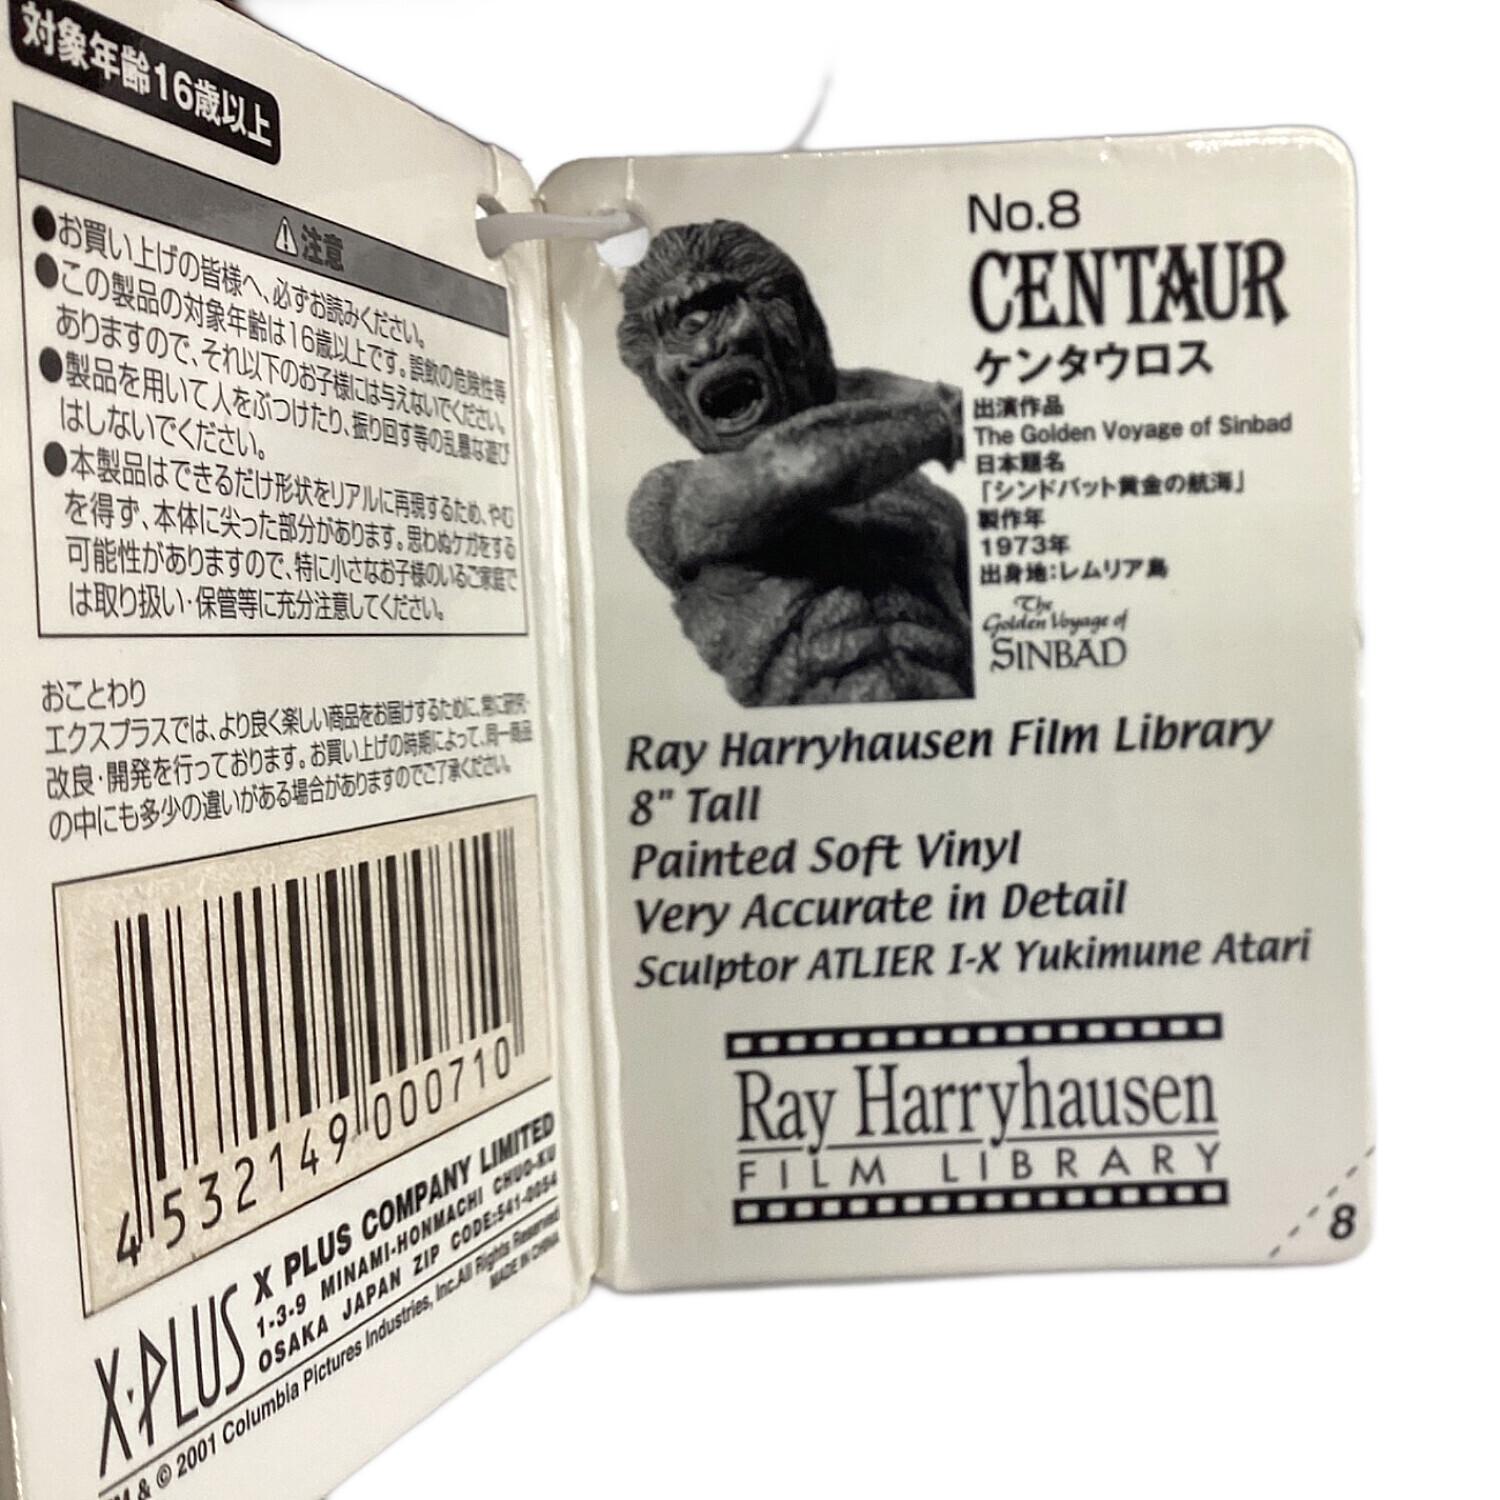 対象年齢16歳以上
⚠注意
●お買い上げの皆様へ、必ずお読みください。
●この製品の対象年齢は16歳以上です。誤飲の危険性等
ありますので、それ以下のお子様には与えないでください。
●製品を用いて人をぶつけたり、振り回す等の乱暴な遊び
はしないでください。
●本製品はできるだけ形状をリアルに再現するため、やむ
を得ず、本体に尖った部分があります。思わぬケガをする
可能性がありますので、特に小さなお子様のいるご家庭で
は取り扱い・保管等に充分注意してください。
おことわり
エクスプラスでは、より良く楽しい商品をお届けするために、常に研究・
改良・開発を行っております。お買い上げの時期によって、同一商品
の中にも多少の違いがある場合がありますのでご了承ください。
4 532149 000710
X-PLUS
X PLUS COMPANY LIMITED
1-3-9 MINAMI-HONMACHI CHUO-KU
OSAKA JAPAN ZIP CODE:541-0054
TM & © 2001 Columbia Pictures Industries, Inc.All Rights Reserved.
MADE IN CHINA
No.8
CENTAUR
ケンタウロス
出演作品
The Golden Voyage of Sinbad
日本題名
「シンドバット黄金の航海」
製作年
1973年
出身地:レムリア島
The
Golden Voyage of
SINBAD
Ray Harryhausen Film Library
8" Tall
Painted Soft Vinyl
Very Accurate in Detail
Sculptor ATLIER I-X Yukimune Atari
Ray Harryhausen
FILM LIBRARY
8